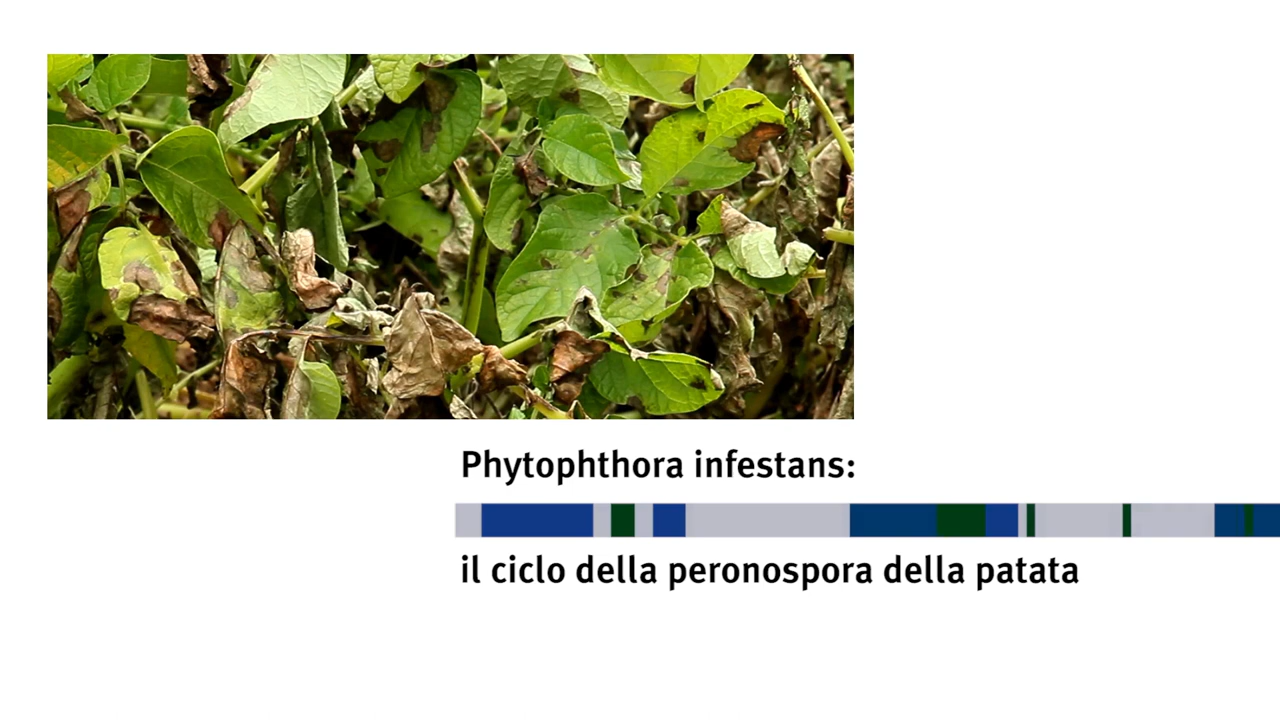 Phytophthora infestans:
il ciclo della peronospora della patata